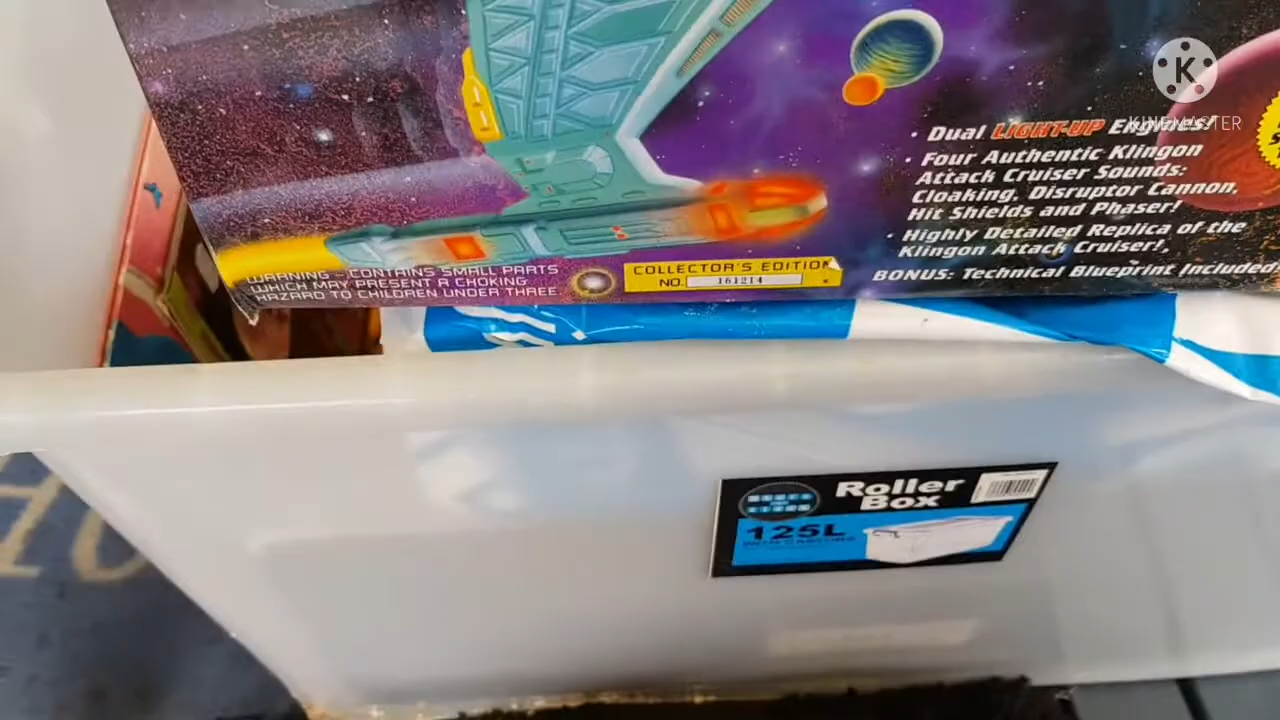 K
KINEMASTER
• Dual LIGHT-UP Engines!
• Four Authentic Klingon
Attack Cruiser Sounds:
Cloaking, Disruptor Cannon,
Hit Shields and Phaser!
• Highly Detailed Replica of the
Klingon Attack Cruiser!
BONUS: Technical Blueprint Included!
WARNING - CONTAINS SMALL PARTS
WHICH MAY PRESENT A CHOKING
HAZARD TO CHILDREN UNDER THREE.
COLLECTOR'S EDITION
NO. 161214
Roller
Box
125L